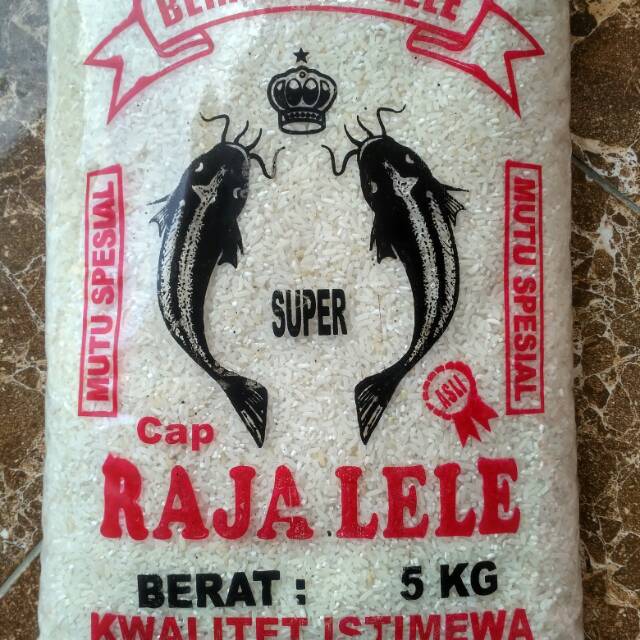 MUTU SPESIAL
SUPER
MUTU SPESIAL
ASLI
Cap
RAJA LELE
BERAT : 5 KG
KWALITET ISTIMEWA